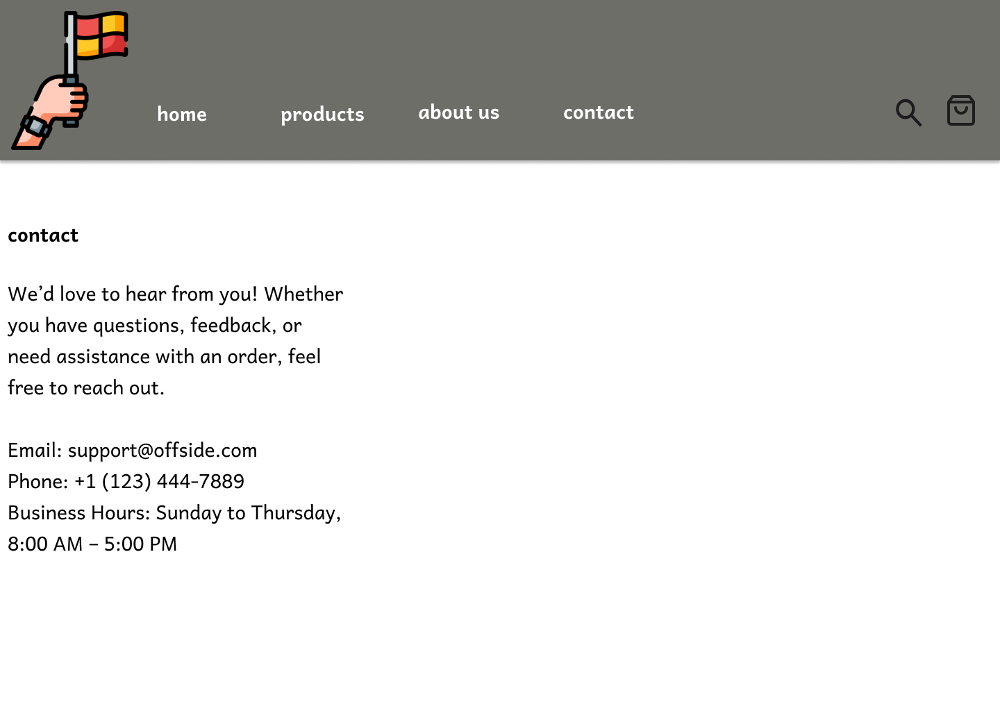 home products about us contact
contact
We’d love to hear from you! Whether
you have questions, feedback, or
need assistance with an order, feel
free to reach out.
Email: support@offside.com
Phone: +1 (123) 444-7889
Business Hours: Sunday to Thursday,
8:00 AM – 5:00 PM